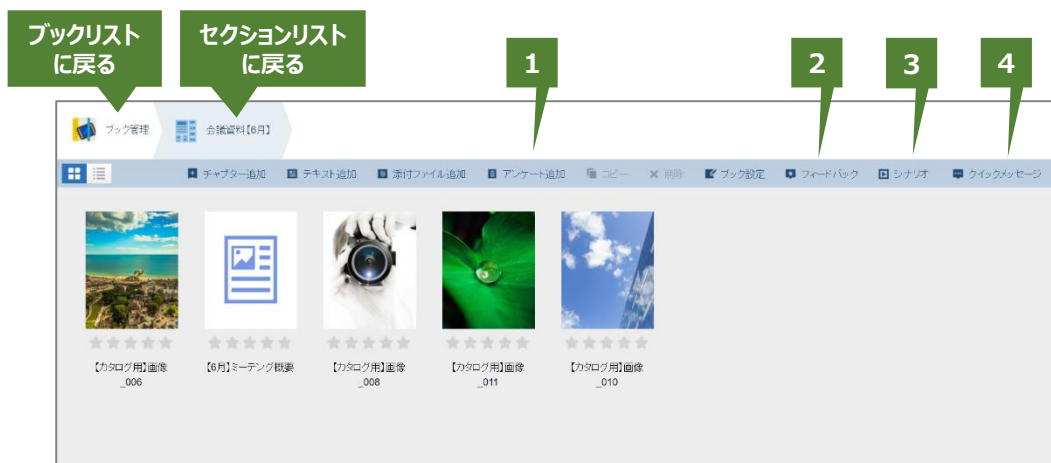 ブックリスト
に戻る
セクションリスト
に戻る
1
2
3
4
ブック管理
会議資料【6月】
チャプター追加
テキスト追加
添付ファイル追加
アンケート追加
コピー
削除
ブック設定
フィードバック
シナリオ
クイックメッセージ
【カタログ用】画像
_006
【6月】ミーテング概要
【カタログ用】画像
_008
【カタログ用】画像
_011
【カタログ用】画像
_010